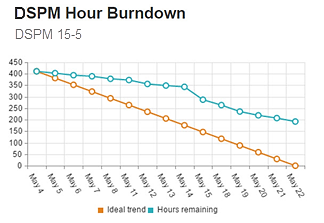 DSPM Hour Burndown
DSPM 15-5
450
400
350
300
250
200
150
100
50
0
May 4
May 5
May 6
May 7
May 8
May 11
May 12
May 13
May 14
May 15
May 18
May 19
May 20
May 21
May 22
Ideal trend Hours remaining